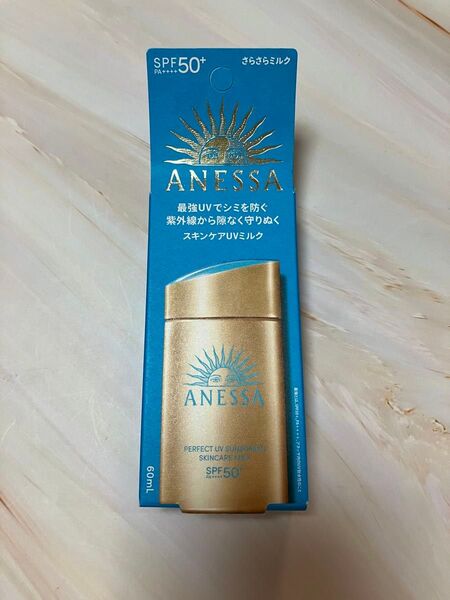 SPF50+
PA++++
さらさらミルク
ANESSA
最強UVでシミを防ぐ
紫外線から隙なく守りぬく
スキンケアUVミルク
ANESSA
PERFECT UV SUNSCREEN
SKINCARE MILK
SPF50+
PA++++
60mL